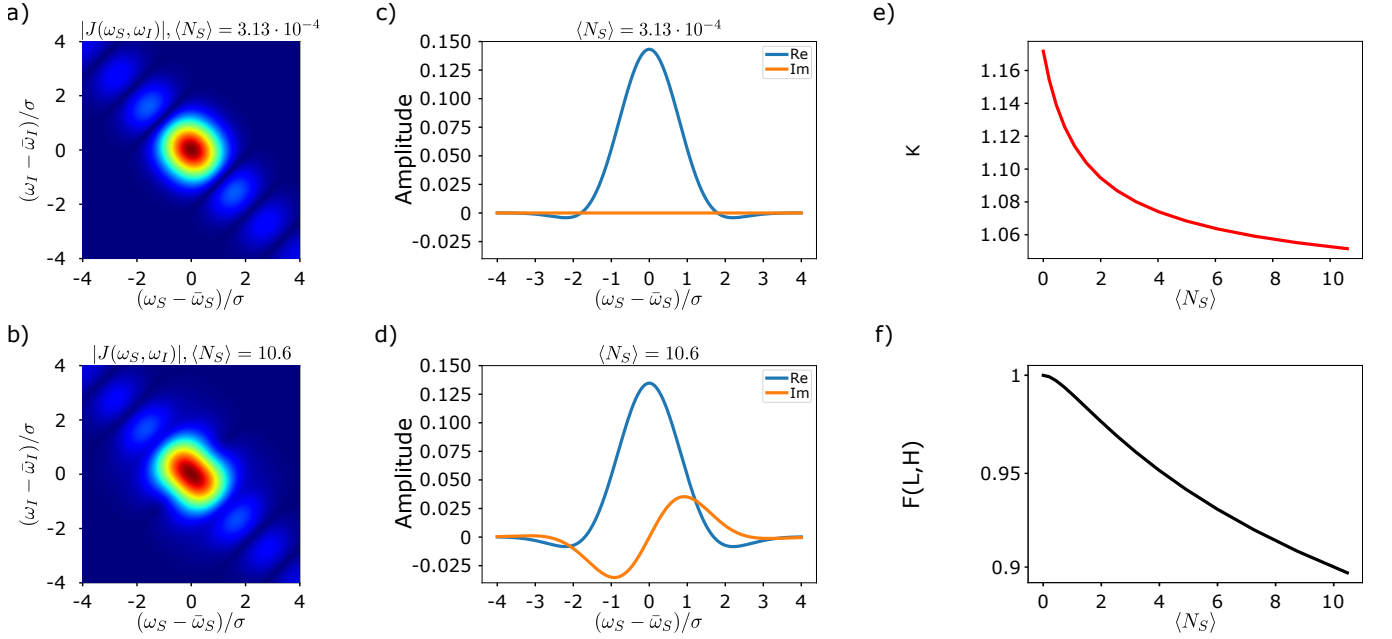 a)
|J(ω_S, ω_I)|, ⟨N_S⟩ = 3.13 · 10⁻⁴
4
2
0
-2
-4
(ω_I − ω̄_I)/σ
-4 -2 0 2 4
(ω_S − ω̄_S)/σ
c)
⟨N_S⟩ = 3.13 · 10⁻⁴
0.150
0.125
0.100
0.075
0.050
0.025
0
-0.025
Amplitude
Re
Im
-4 -3 -2 -1 0 1 2 3 4
(ω_S − ω̄_S)/σ
e)
1.16
1.14
1.12
1.10
1.08
1.06
K
0 2 4 6 8 10
⟨N_S⟩
b)
|J(ω_S, ω_I)|, ⟨N_S⟩ = 10.6
4
2
0
-2
-4
(ω_I − ω̄_I)/σ
-4 -2 0 2 4
(ω_S − ω̄_S)/σ
d)
⟨N_S⟩ = 10.6
0.150
0.125
0.100
0.075
0.050
0.025
0
-0.025
Amplitude
Re
Im
-4 -3 -2 -1 0 1 2 3 4
(ω_S − ω̄_S)/σ
f)
1
0.95
0.9
F(L,H)
0 2 4 6 8 10
⟨N_S⟩